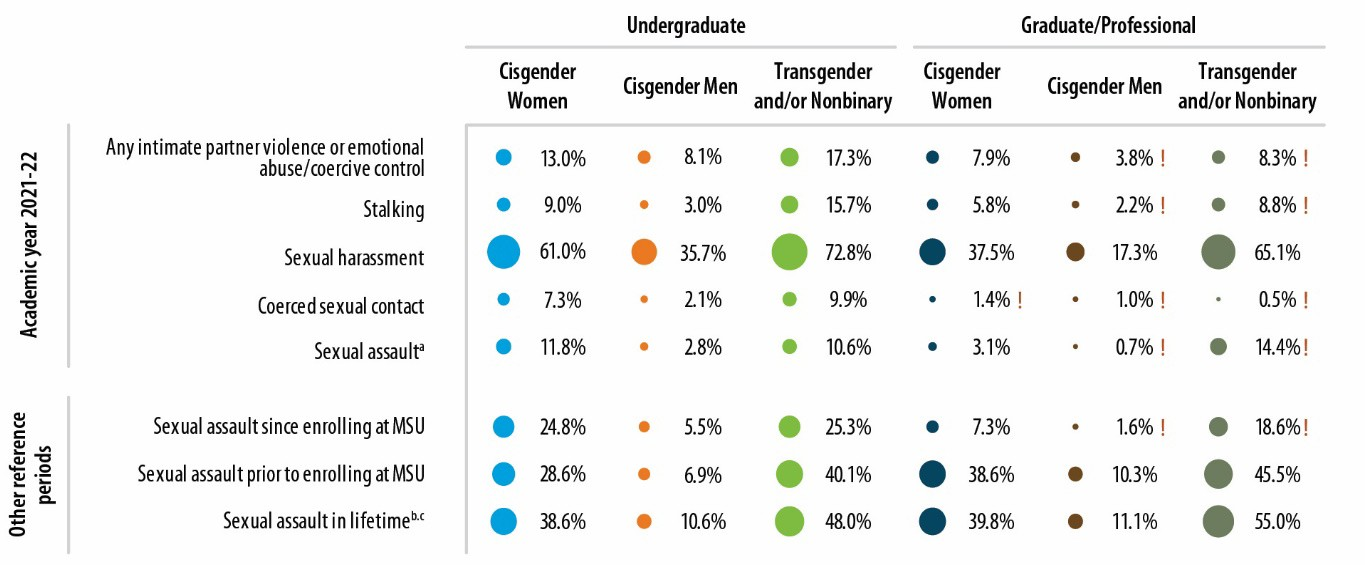 Undergraduate Graduate/Professional
Cisgender Women Cisgender Men Transgender and/or Nonbinary Cisgender Women Cisgender Men Transgender and/or Nonbinary
Academic year 2021-22
Any intimate partner violence or emotional
abuse/coercive control 13.0% 8.1% 17.3% 7.9% 3.8% ! 8.3% !
Stalking 9.0% 3.0% 15.7% 5.8% 2.2% ! 8.8% !
Sexual harassment 61.0% 35.7% 72.8% 37.5% 17.3% 65.1%
Coerced sexual contact 7.3% 2.1% 9.9% 1.4% ! 1.0% ! 0.5% !
Sexual assaultᵃ 11.8% 2.8% 10.6% 3.1% 0.7% ! 14.4% !
Other reference
periods
Sexual assault since enrolling at MSU 24.8% 5.5% 25.3% 7.3% 1.6% ! 18.6% !
Sexual assault prior to enrolling at MSU 28.6% 6.9% 40.1% 38.6% 10.3% 45.5%
Sexual assault in lifetimeᵇ·ᶜ 38.6% 10.6% 48.0% 39.8% 11.1% 55.0%